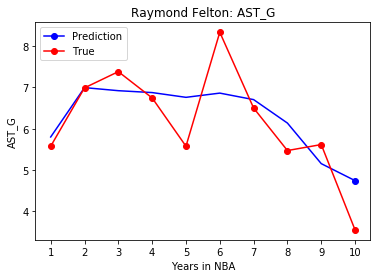 Raymond Felton: AST_G
Prediction
True
8
7
6
5
4
AST_G
1 2 3 4 5 6 7 8 9 10
Years in NBA